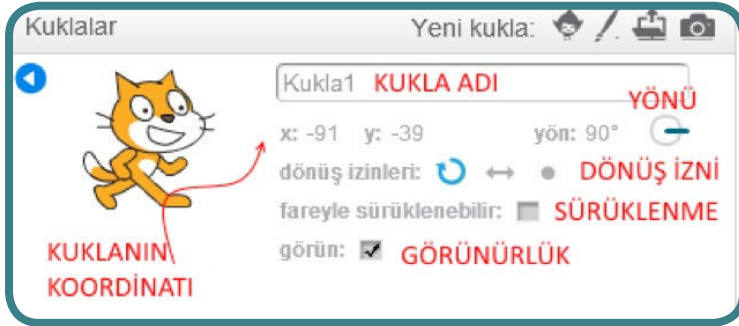 Kuklalar Yeni kukla:
Kukla1 KUKLA ADI
YÖNÜ
x: -91 y: -39 yön: 90°
dönüş izinleri: DÖNÜŞ İZNİ
fareyle sürüklenebilir: SÜRÜKLENME
görün: GÖRÜNÜRLÜK
KUKLANIN
KOORDİNATI